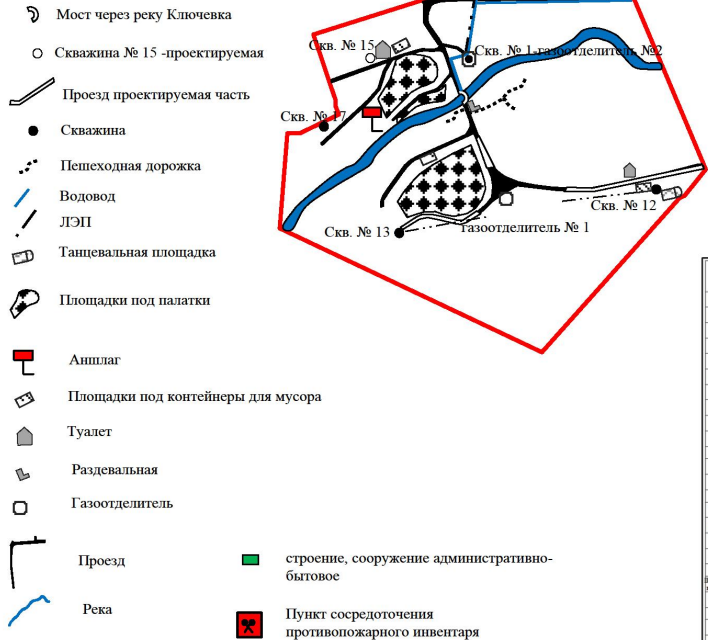 Мост через реку Ключевка
Скважина № 15 -проектируемая
Проезд проектируемая часть
Скважина
Пешеходная дорожка
Водовод
ЛЭП
Танцевальная площадка
Площадки под палатки
Аншлаг
Площадки под контейнеры для мусора
Туалет
Раздевальная
Газоотделитель
Проезд
Река
строение, сооружение административно-
бытовое
Пункт сосредоточения
противопожарного инвентаря
Скв. № 15
Скв. № 1-газоотделитель №2
Скв. № 17
Скв. № 12
Скв. № 13
газоотделитель № 1